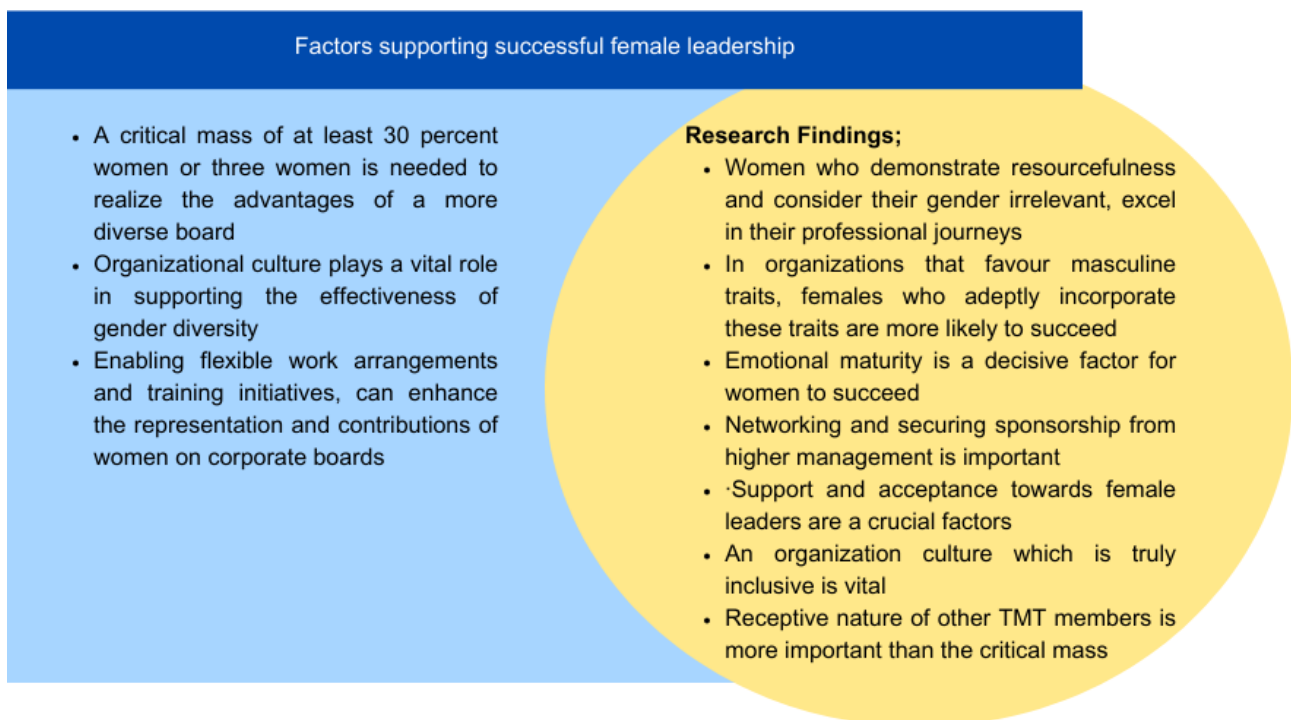 Factors supporting successful female leadership
• A critical mass of at least 30 percent
women or three women is needed to
realize the advantages of a more
diverse board
• Organizational culture plays a vital role
in supporting the effectiveness of
gender diversity
• Enabling flexible work arrangements
and training initiatives, can enhance
the representation and contributions of
women on corporate boards
Research Findings;
• Women who demonstrate resourcefulness
and consider their gender irrelevant, excel
in their professional journeys
• In organizations that favour masculine
traits, females who adeptly incorporate
these traits are more likely to succeed
• Emotional maturity is a decisive factor for
women to succeed
• Networking and securing sponsorship from
higher management is important
• ·Support and acceptance towards female
leaders are a crucial factors
• An organization culture which is truly
inclusive is vital
• Receptive nature of other TMT members is
more important than the critical mass